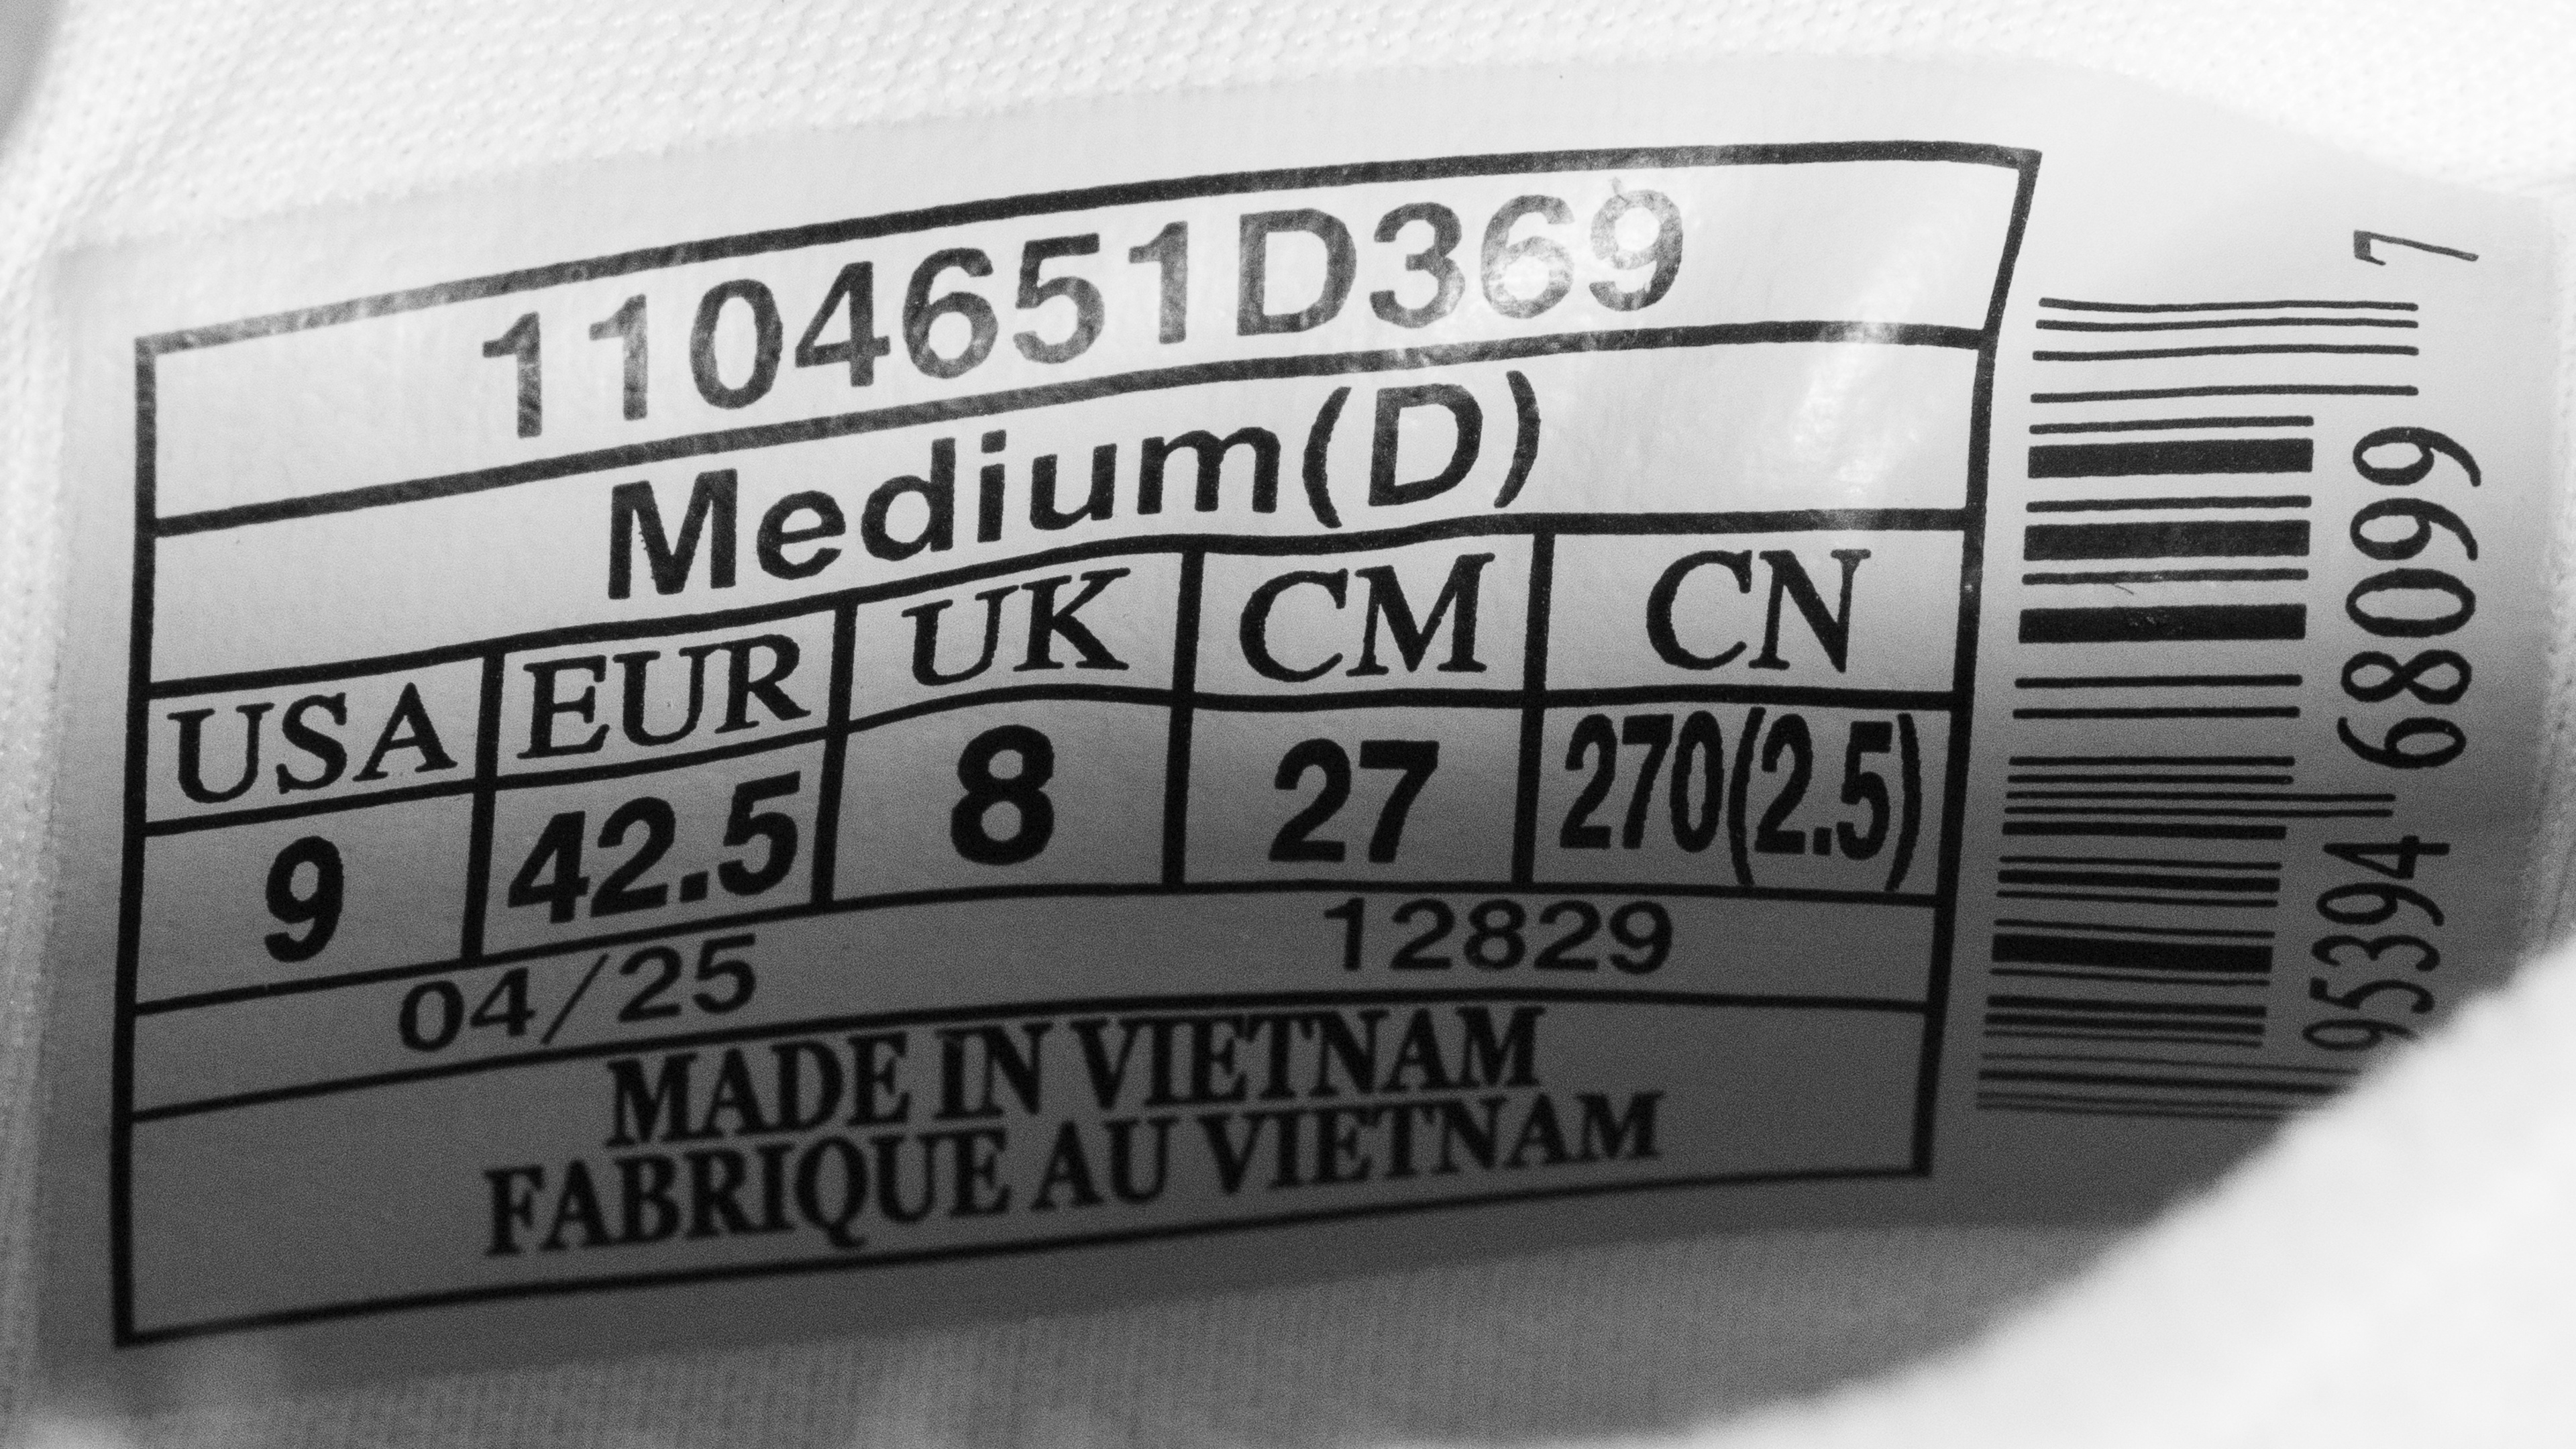 1104651D369
Medium(D)
USA EUR UK CM CN
9 42.5 8 27 270(2.5)
04/25 12829
MADE IN VIETNAM
FABRIQUE AU VIETNAM
95394 68099 7